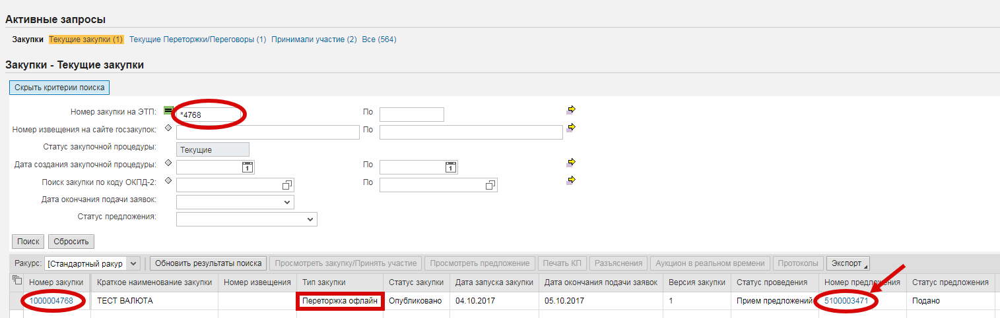 Активные запросы
Закупки Текущие закупки (1) Текущие Переторжки/Переговоры (1) Принимали участие (2) Все (564)
Закупки - Текущие закупки
Скрыть критерии поиска
Номер закупки на ЭТП: *4768 По
Номер извещения на сайте госзакупок: По
Статус закупочной процедуры: Текущие
Дата создания закупочной процедуры: 1 По 1
Поиск закупки по коду ОКПД-2: По
Дата окончания подачи заявок:
Статус предложения:
Поиск Сбросить
Ракурс: [Стандартный ракур Обновить результаты поиска Просмотреть закупку/Принять участие Просмотреть предложение Печать КП Разъяснения Аукцион в реальном времени Протоколы Экспорт
Номер закупки Краткое наименование закупки Номер извещения Тип закупки Статус закупки Дата запуска закупки Дата окончания подачи заявок Версия закупки Статус проведения Номер предложения Статус предложения
1000004768 ТЕСТ ВАЛЮТА Переторжка офлайн Опубликовано 04.10.2017 05.10.2017 1 Прием предложений 5100003471 Подано